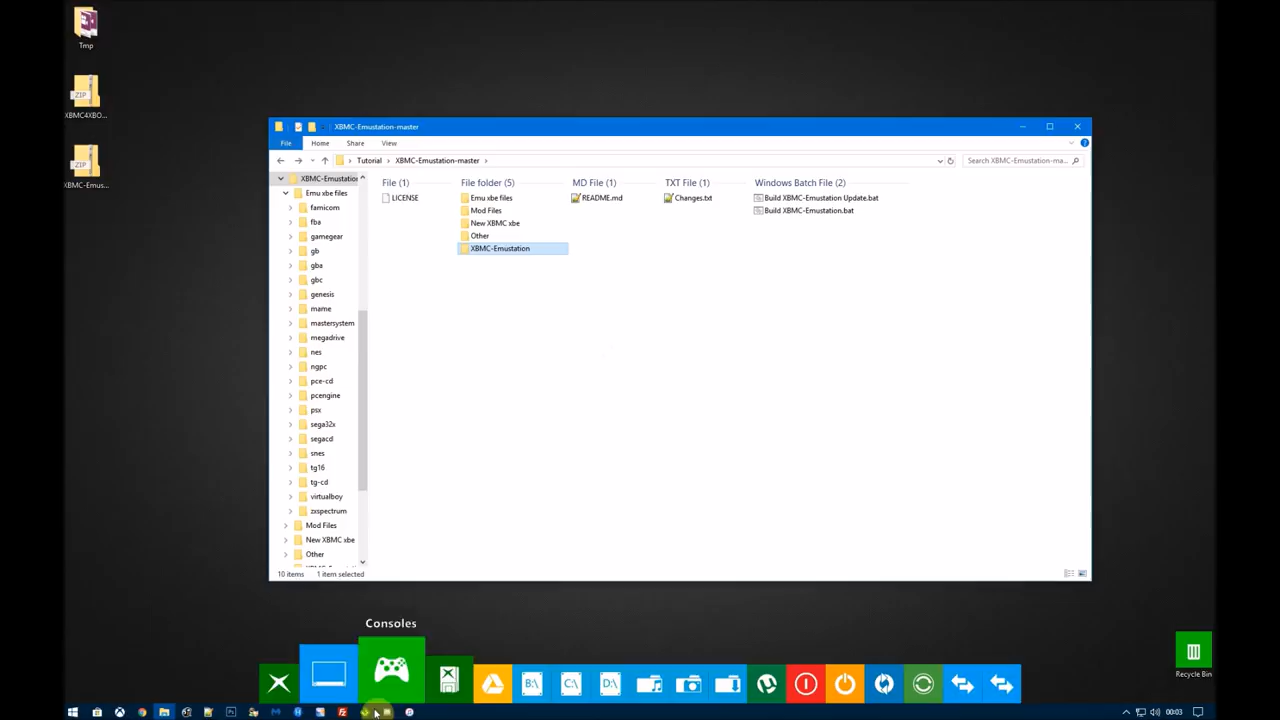 Tmp
XBMC4XBO...
XBMC-Emus...
XBMC-Emustation-master
File Home Share View
Tutorial > XBMC-Emustation-master >
Search XBMC-Emustation-ma...
XBMC-Emustation
Emu xbe files
famicom
fba
gamegear
gb
gba
gbc
genesis
mame
mastersystem
megadrive
nes
ngpc
pce-cd
pcengine
psx
sega32x
segacd
snes
tg16
tg-cd
virtualboy
zxspectrum
Mod Files
New XBMC xbe
Other
File (1)
LICENSE
File folder (5)
Emu xbe files
Mod Files
New XBMC xbe
Other
XBMC-Emustation
MD File (1)
README.md
TXT File (1)
Changes.txt
Windows Batch File (2)
Build XBMC-Emustation Update.bat
Build XBMC-Emustation.bat
10 items 1 item selected
Consoles
B:\ C:\ D:\
Recycle Bin
00:03